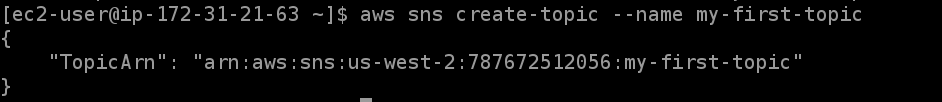 [ec2-user@ip-172-31-21-63 ~]$ aws sns create-topic --name my-first-topic
{
    "TopicArn": "arn:aws:sns:us-west-2:787672512056:my-first-topic"
}